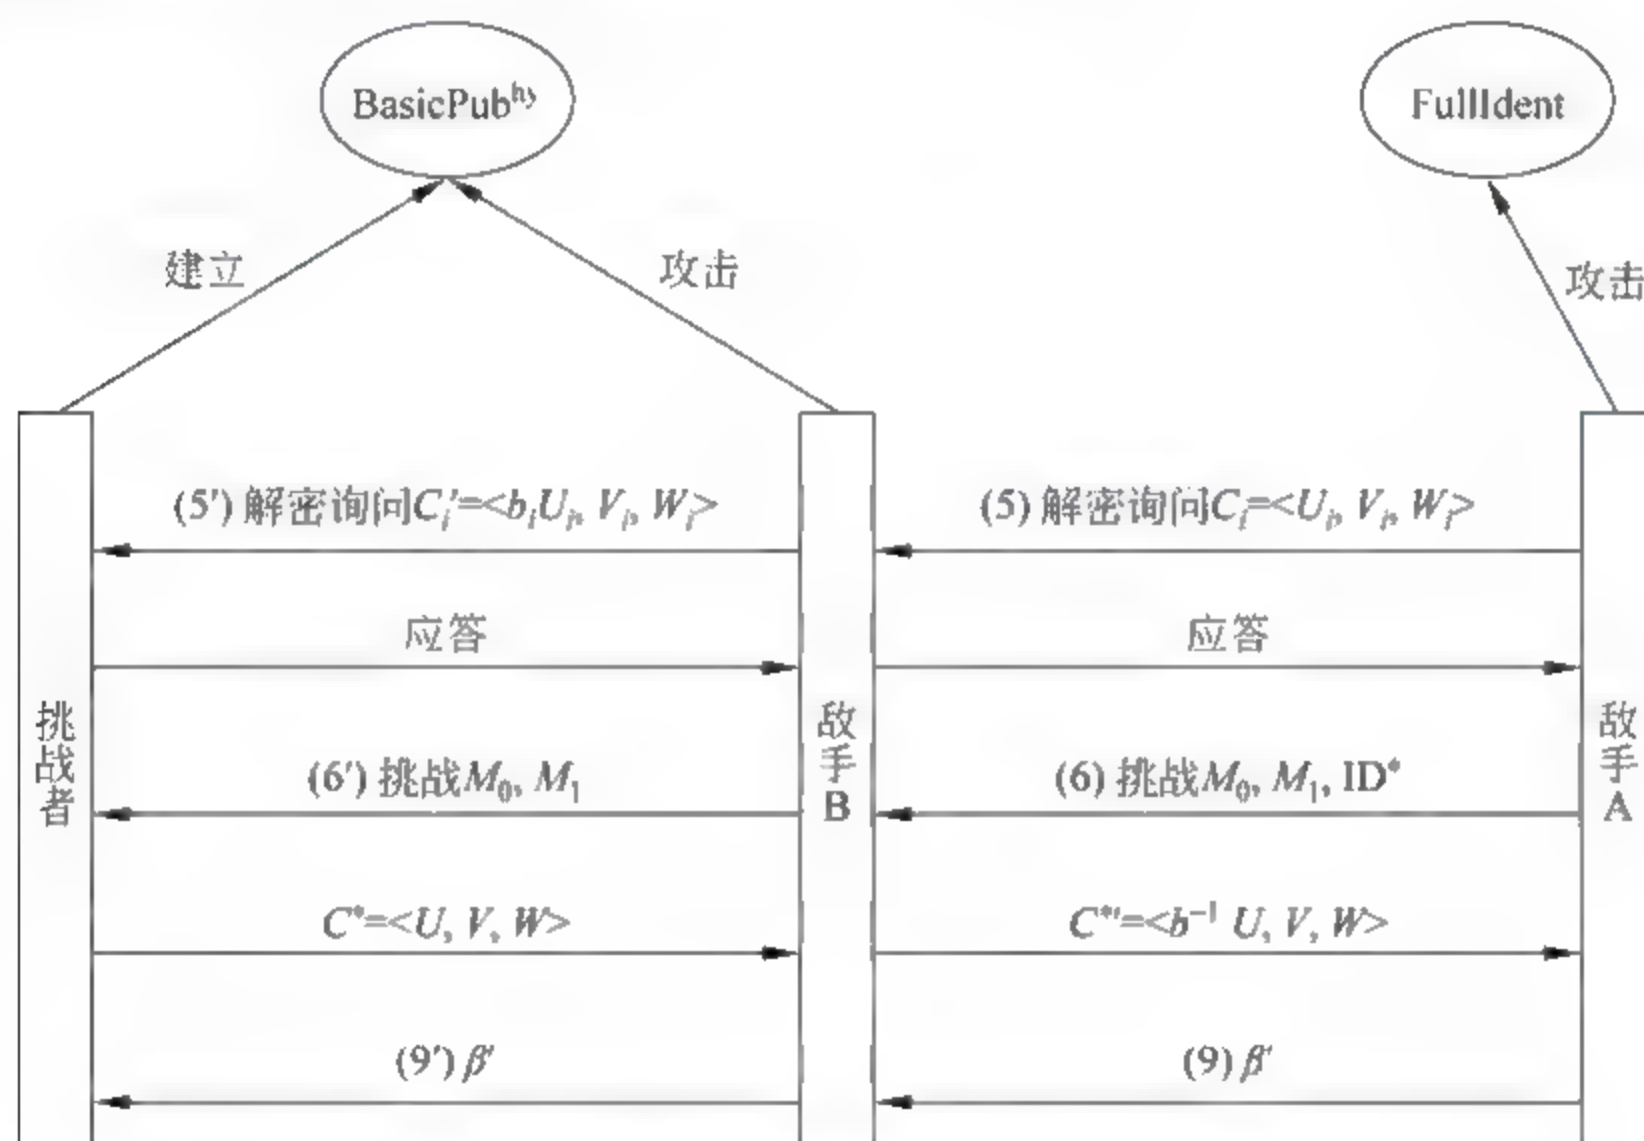 BasicPub^hy
FullIdent
建立
攻击
攻击
(5′) 解密询问C_i′=<b_iU_i, V_i, W_i>
(5) 解密询问C_i=<U_i, V_i, W_i>
应答
应答
挑战者
敌手B
敌手A
(6′) 挑战M_0, M_1
(6) 挑战M_0, M_1, ID*
C*=<U, V, W>
C*′=<b^−1 U, V, W>
(9′) β′
(9) β′